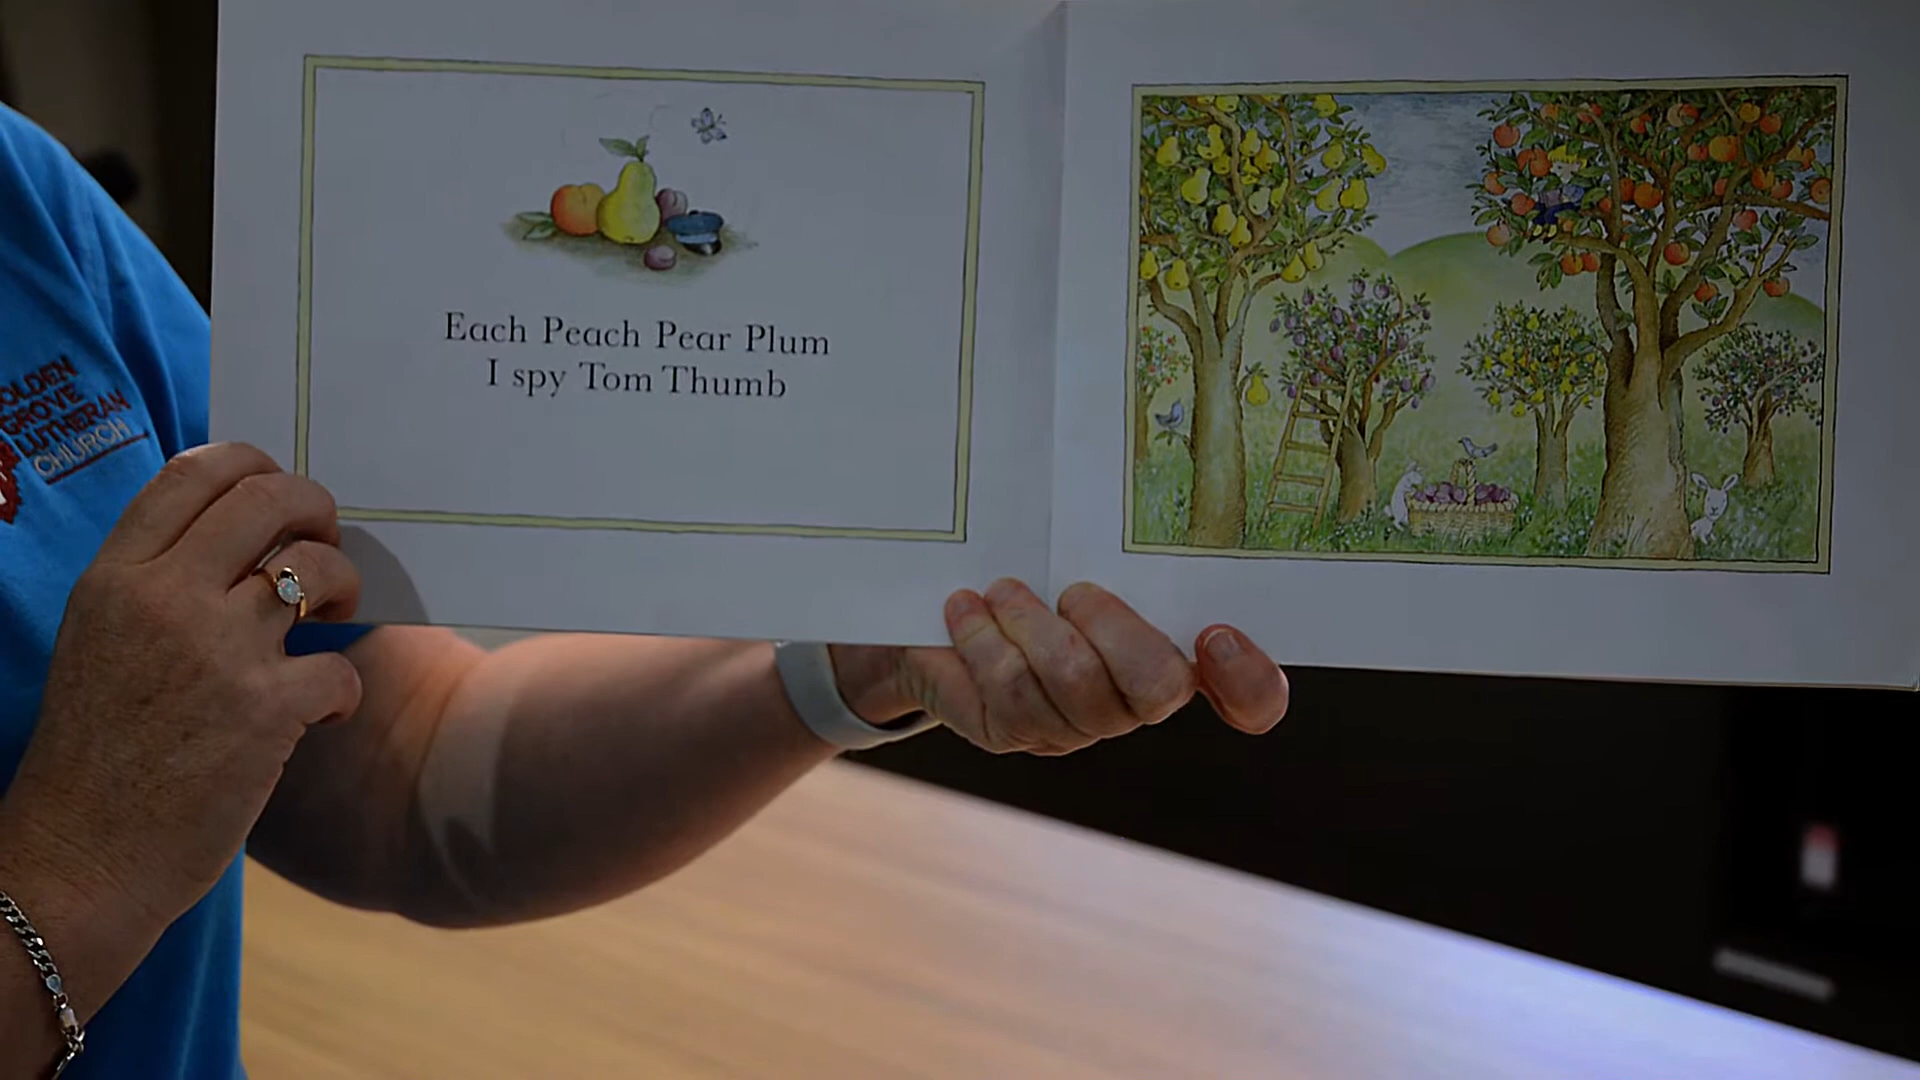 Each Peach Pear Plum
I spy Tom Thumb
GOLDEN
GROVE
LUTHERAN
CHURCH